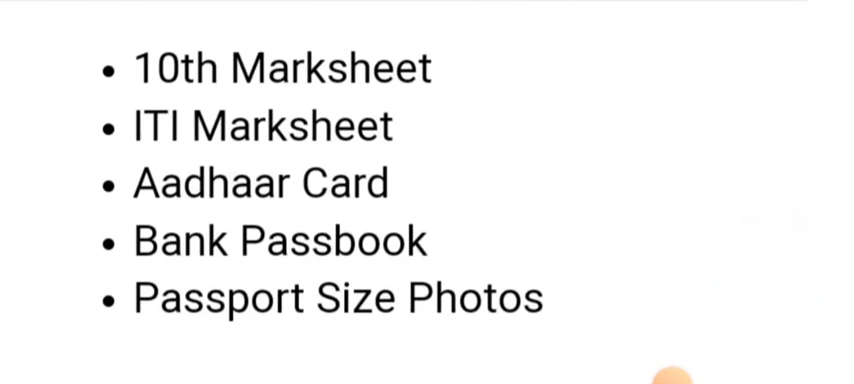 • 10th Marksheet
• ITI Marksheet
• Aadhaar Card
• Bank Passbook
• Passport Size Photos